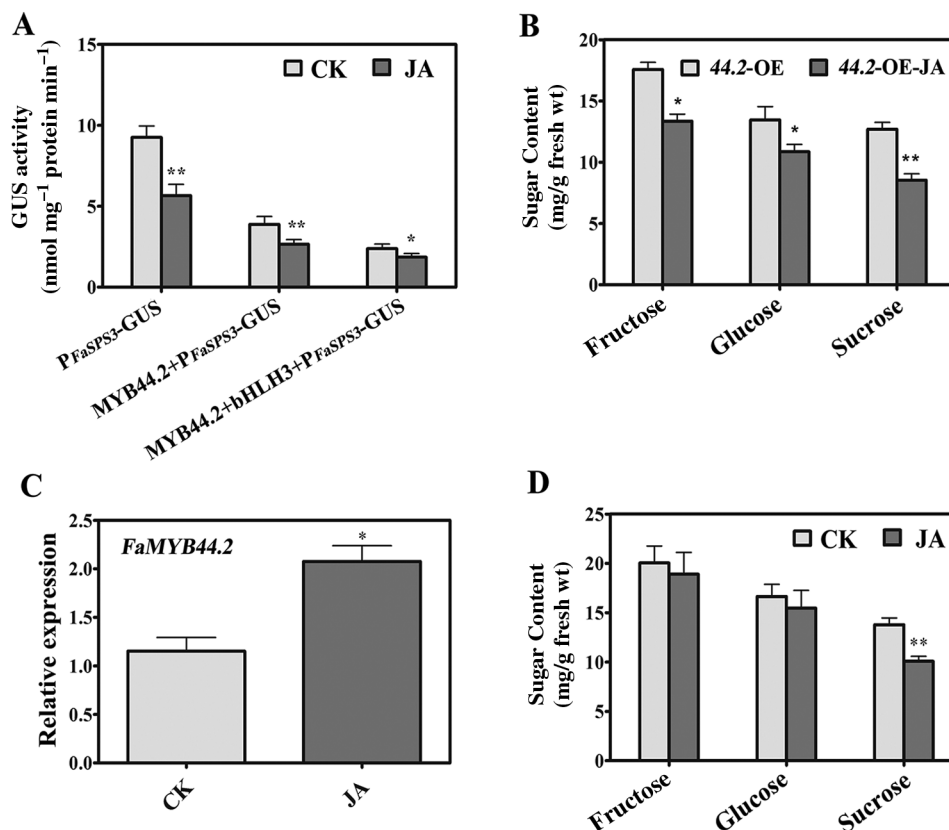 A
CK JA
GUS activity
(nmol mg⁻¹ protein min⁻¹)
15
10
5
0
** ** *
PFaSPS3-GUS
MYB44.2+PFaSPS3-GUS
MYB44.2+bHLH3+PFaSPS3-GUS
B
44.2-OE 44.2-OE-JA
Sugar Content
(mg/g fresh wt)
20
15
10
5
0
* * **
Fructose
Glucose
Sucrose
C
FaMYB44.2
Relative expression
2.5
2.0
1.5
1.0
0.5
0.0
*
CK
JA
D
CK JA
Sugar Content
(mg/g fresh wt)
25
20
15
10
5
0
**
Fructose
Glucose
Sucrose